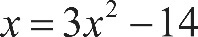 x = 3x² − 14